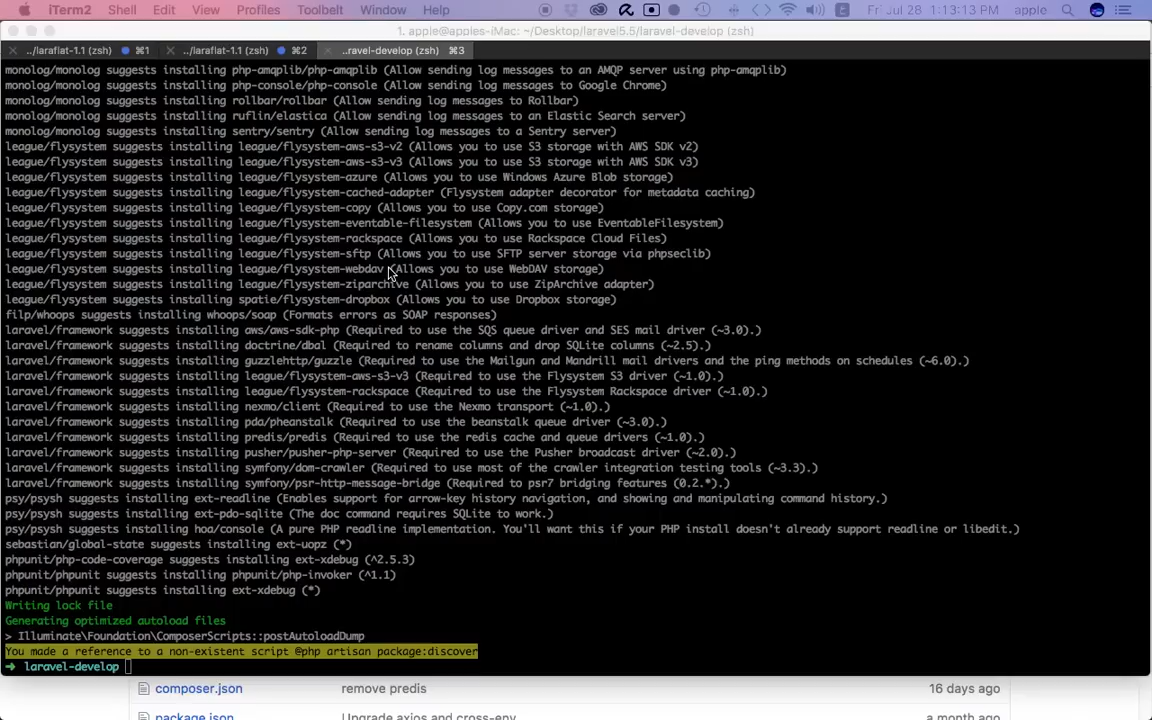 iTerm2 Shell Edit View Profiles Toolbelt Window Help Fri Jul 28 1:13:13 PM apple
1. apple@apples-iMac: ~/Desktop/laravel5.5/laravel-develop (zsh)
../laraflat-1.1 (zsh) ⌘1 ../laraflat-1.1 (zsh) ⌘2 ..ravel-develop (zsh) ⌘3
monolog/monolog suggests installing php-amqplib/php-amqplib (Allow sending log messages to an AMQP server using php-amqplib)
monolog/monolog suggests installing php-console/php-console (Allow sending log messages to Google Chrome)
monolog/monolog suggests installing rollbar/rollbar (Allow sending log messages to Rollbar)
monolog/monolog suggests installing ruflin/elastica (Allow sending log messages to an Elastic Search server)
monolog/monolog suggests installing sentry/sentry (Allow sending log messages to a Sentry server)
league/flysystem suggests installing league/flysystem-aws-s3-v2 (Allows you to use S3 storage with AWS SDK v2)
league/flysystem suggests installing league/flysystem-aws-s3-v3 (Allows you to use S3 storage with AWS SDK v3)
league/flysystem suggests installing league/flysystem-azure (Allows you to use Windows Azure Blob storage)
league/flysystem suggests installing league/flysystem-cached-adapter (Flysystem adapter decorator for metadata caching)
league/flysystem suggests installing league/flysystem-copy (Allows you to use Copy.com storage)
league/flysystem suggests installing league/flysystem-eventable-filesystem (Allows you to use EventableFilesystem)
league/flysystem suggests installing league/flysystem-rackspace (Allows you to use Rackspace Cloud Files)
league/flysystem suggests installing league/flysystem-sftp (Allows you to use SFTP server storage via phpseclib)
league/flysystem suggests installing league/flysystem-webdav (Allows you to use WebDAV storage)
league/flysystem suggests installing league/flysystem-ziparchive (Allows you to use ZipArchive adapter)
league/flysystem suggests installing spatie/flysystem-dropbox (Allows you to use Dropbox storage)
filp/whoops suggests installing whoops/soap (Formats errors as SOAP responses)
laravel/framework suggests installing aws/aws-sdk-php (Required to use the SQS queue driver and SES mail driver (~3.0).)
laravel/framework suggests installing doctrine/dbal (Required to rename columns and drop SQLite columns (~2.5).)
laravel/framework suggests installing guzzlehttp/guzzle (Required to use the Mailgun and Mandrill mail drivers and the ping methods on schedules (~6.0).)
laravel/framework suggests installing league/flysystem-aws-s3-v3 (Required to use the Flysystem S3 driver (~1.0).)
laravel/framework suggests installing league/flysystem-rackspace (Required to use the Flysystem Rackspace driver (~1.0).)
laravel/framework suggests installing nexmo/client (Required to use the Nexmo transport (~1.0).)
laravel/framework suggests installing pda/pheanstalk (Required to use the beanstalk queue driver (~3.0).)
laravel/framework suggests installing predis/predis (Required to use the redis cache and queue drivers (~1.0).)
laravel/framework suggests installing pusher/pusher-php-server (Required to use the Pusher broadcast driver (~2.0).)
laravel/framework suggests installing symfony/dom-crawler (Required to use most of the crawler integration testing tools (~3.3).)
laravel/framework suggests installing symfony/psr-http-message-bridge (Required to psr7 bridging features (0.2.*).)
psy/psysh suggests installing ext-readline (Enables support for arrow-key history navigation, and showing and manipulating command history.)
psy/psysh suggests installing ext-pdo-sqlite (The doc command requires SQLite to work.)
psy/psysh suggests installing hoa/console (A pure PHP readline implementation. You'll want this if your PHP install doesn't already support readline or libedit.)
sebastian/global-state suggests installing ext-uopz (*)
phpunit/php-code-coverage suggests installing ext-xdebug (^2.5.3)
phpunit/phpunit suggests installing phpunit/php-invoker (^1.1)
phpunit/phpunit suggests installing ext-xdebug (*)
Writing lock file
Generating optimized autoload files
> Illuminate\Foundation\ComposerScripts::postAutoloadDump
You made a reference to a non-existent script @php artisan package:discover
➜ laravel-develop
composer.json remove predis 16 days ago
package.json Upgrade axios and cross-env a month ago